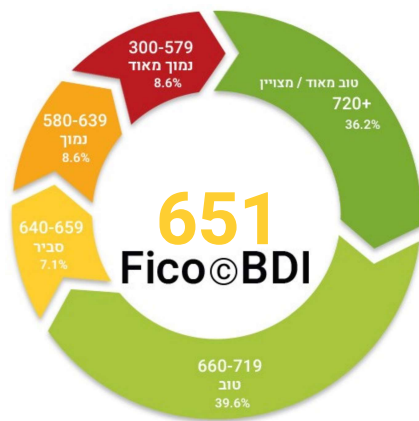 300-579
נמוך מאוד
8.6%
טוב מאוד / מצויין
720+
36.2%
580-639
נמוך
8.6%
640-659
סביר
7.1%
651
Fico©BDI
660-719
טוב
39.6%